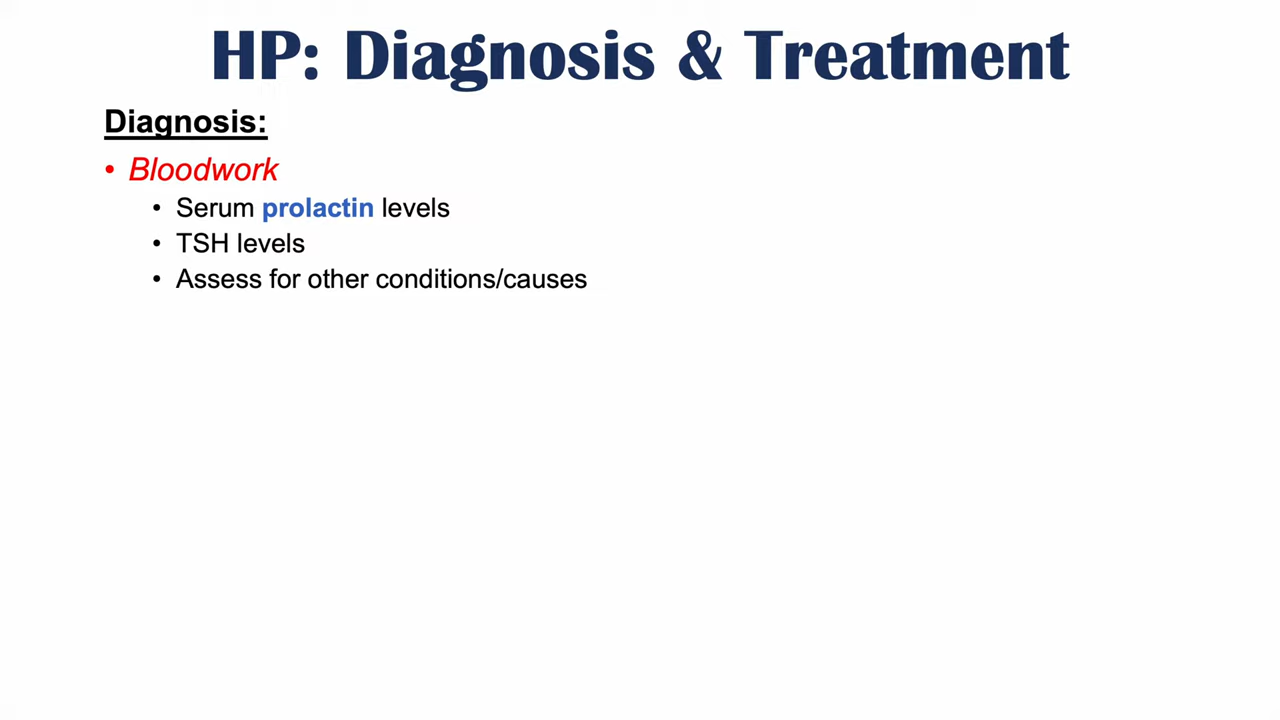 HP: Diagnosis & Treatment
Diagnosis:
• Bloodwork
• Serum prolactin levels
• TSH levels
• Assess for other conditions/causes